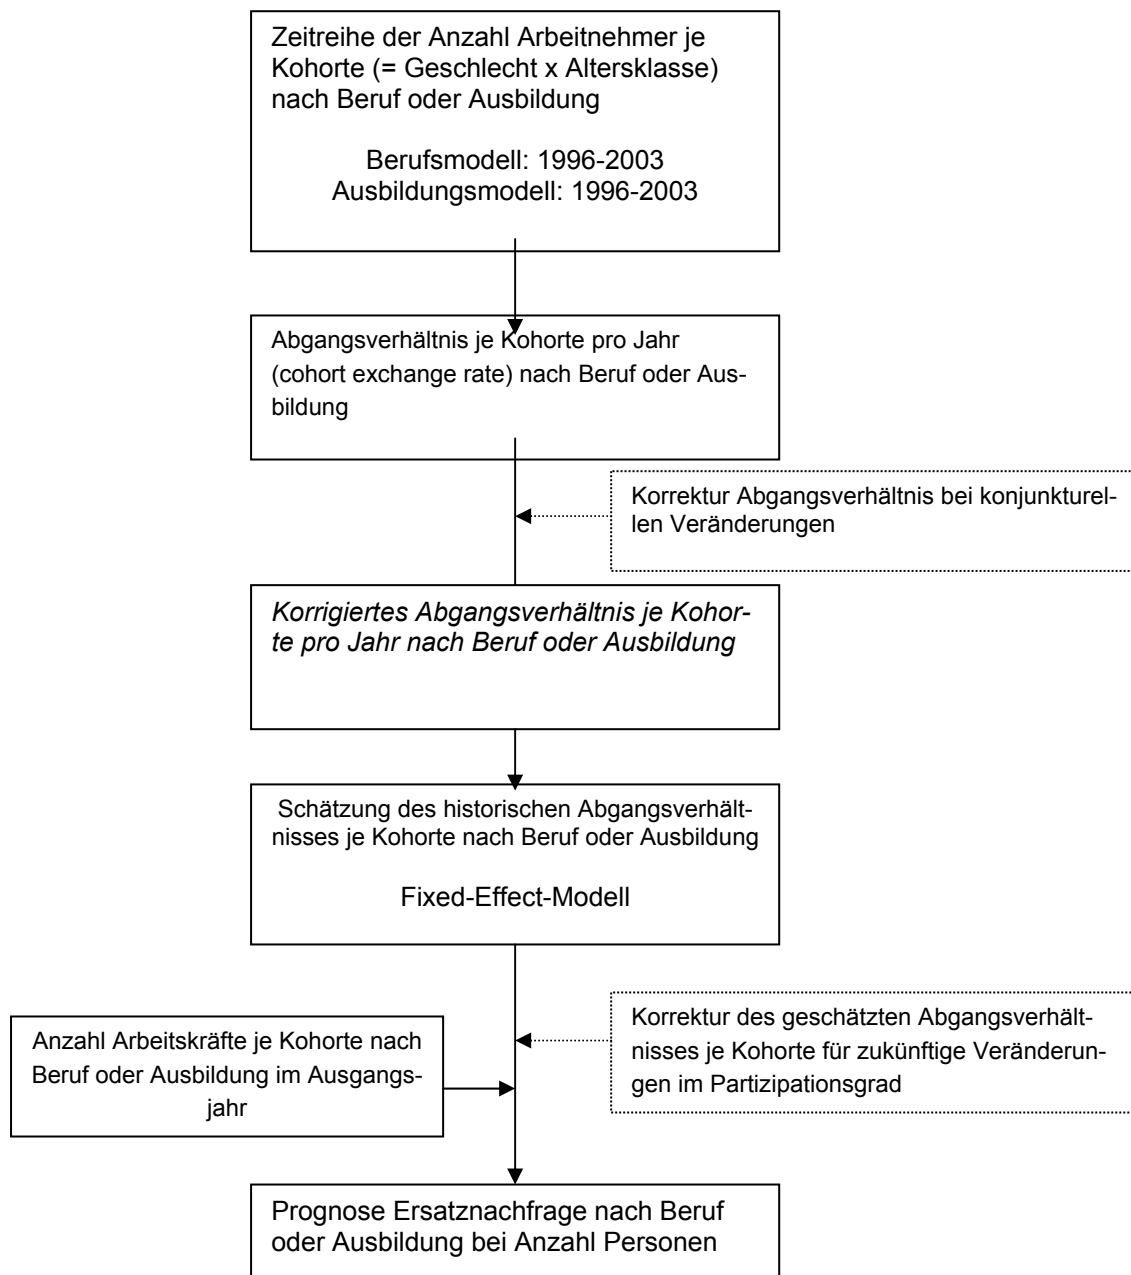 Zeitreihe der Anzahl Arbeitnehmer je
Kohorte (= Geschlecht x Altersklasse)
nach Beruf oder Ausbildung
Berufsmodell: 1996-2003
Ausbildungsmodell: 1996-2003
Abgangsverhältnis je Kohorte pro Jahr
(cohort exchange rate) nach Beruf oder Aus-
bildung
Korrektur Abgangsverhältnis bei konjunkturel-
len Veränderungen
Korrigiertes Abgangsverhältnis je Kohor-
te pro Jahr nach Beruf oder Ausbildung
Schätzung des historischen Abgangsverhält-
nisses je Kohorte nach Beruf oder Ausbildung
Fixed-Effect-Modell
Korrektur des geschätzten Abgangsverhält-
nisses je Kohorte für zukünftige Veränderun-
gen im Partizipationsgrad
Anzahl Arbeitskräfte je Kohorte nach
Beruf oder Ausbildung im Ausgangs-
jahr
Prognose Ersatznachfrage nach Beruf
oder Ausbildung bei Anzahl Personen